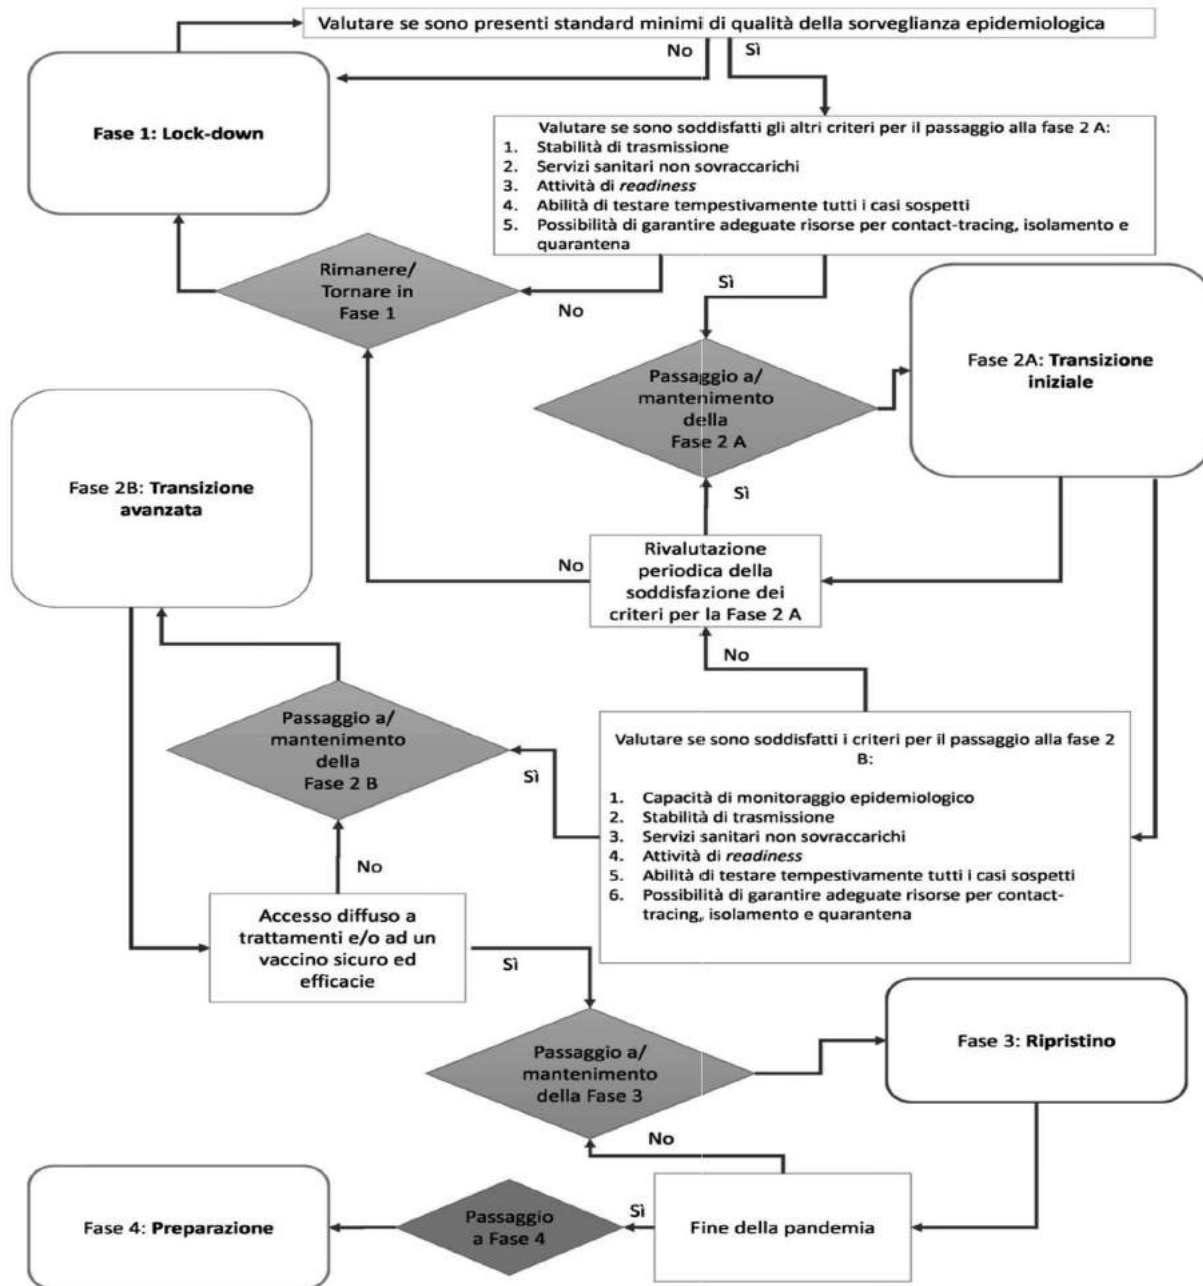 Valutare se sono presenti standard minimi di qualità della sorveglianza epidemiologica
No
Sì
Fase 1: Lock-down
Valutare se sono soddisfatti gli altri criteri per il passaggio alla fase 2 A:
1. Stabilità di trasmissione
2. Servizi sanitari non sovraccarichi
3. Attività di readiness
4. Abilità di testare tempestivamente tutti i casi sospetti
5. Possibilità di garantire adeguate risorse per contact-tracing, isolamento e
quarantena
Rimanere/
Tornare in
Fase 1
No
Sì
Passaggio a/
mantenimento
della
Fase 2 A
Fase 2A: Transizione
iniziale
Fase 2B: Transizione
avanzata
Sì
No
Rivalutazione
periodica della
soddisfazione dei
criteri per la Fase 2 A
No
Passaggio a/
mantenimento
della
Fase 2 B
Sì
Valutare se sono soddisfatti i criteri per il passaggio alla fase 2
B:
1. Capacità di monitoraggio epidemiologico
2. Stabilità di trasmissione
3. Servizi sanitari non sovraccarichi
4. Attività di readiness
5. Abilità di testare tempestivamente tutti i casi sospetti
6. Possibilità di garantire adeguate risorse per contact-
tracing, isolamento e quarantena
No
Accesso diffuso a
trattamenti e/o ad un
vaccino sicuro ed
efficacie
Sì
Passaggio a/
mantenimento
della Fase 3
Fase 3: Ripristino
No
Fase 4: Preparazione
Passaggio
a Fase 4
Sì
Fine della pandemia